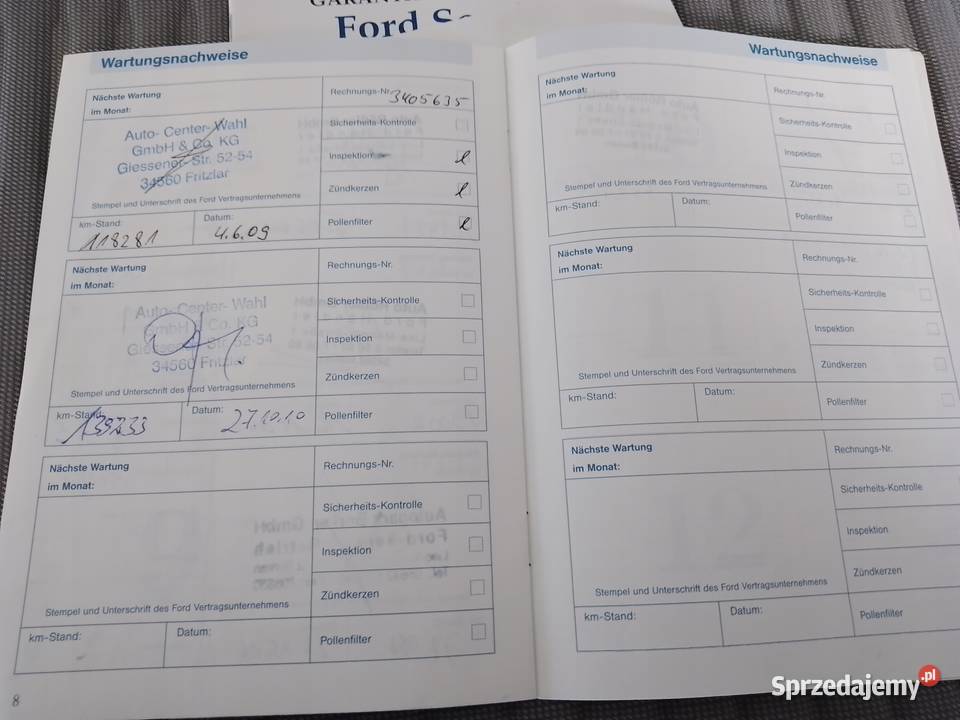 GARANTIE
Ford Se
Wartungsnachweise
Nächste Wartung
im Monat:
Rechnungs-Nr.
3405635
Auto- Center- Wahl
GmbH & Co. KG
Giessener- Str. 52-54
34560 Fritzlar
Sicherheits-Kontrolle
Inspektion
Zündkerzen
Stempel und Unterschrift des Ford Vertragsunternehmens
km-Stand:
118281
Datum:
4.6.09
Pollenfilter
Nächste Wartung
im Monat:
Rechnungs-Nr.
Auto- Center- Wahl
GmbH & Co. KG
Giessener- Str. 52-54
34560 Fritzlar
Sicherheits-Kontrolle
Inspektion
Zündkerzen
Stempel und Unterschrift des Ford Vertragsunternehmens
km-Stand:
Datum:
27.10.10
Pollenfilter
Nächste Wartung
im Monat:
Rechnungs-Nr.
Sicherheits-Kontrolle
Inspektion
Zündkerzen
Stempel und Unterschrift des Ford Vertragsunternehmens
km-Stand:
Datum:
Pollenfilter
8
Wartungsnachweise
Nächste Wartung
im Monat:
Rechnungs-Nr.
Sicherheits-Kontrolle
Inspektion
Zündkerzen
Stempel und Unterschrift des Ford Vertragsunternehmens
km-Stand:
Datum:
Pollenfilter
Nächste Wartung
im Monat:
Rechnungs-Nr.
Sicherheits-Kontrolle
Inspektion
Zündkerzen
Stempel und Unterschrift des Ford Vertragsunternehmens
km-Stand:
Datum:
Pollenfilter
Nächste Wartung
im Monat:
Rechnungs-Nr.
Sicherheits-Kontrolle
Inspektion
Zündkerzen
Stempel und Unterschrift des Ford Vertragsunternehmens
km-Stand:
Datum:
Pollenfilter
Sprzedajemy.pl